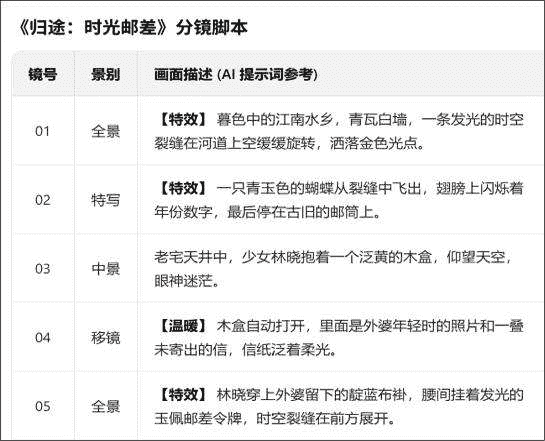 《归途：时光邮差》分镜脚本
镜号 景别 画面描述 (AI 提示词参考)
01 全景 【特效】 暮色中的江南水乡，青瓦白墙，一条发光的时空
裂缝在河道上空缓缓旋转，洒落金色光点。
02 特写 【特效】 一只青玉色的蝴蝶从裂缝中飞出，翅膀上闪烁着
年份数字，最后停在古旧的邮筒上。
03 中景 老宅天井中，少女林晓抱着一个泛黄的木盒，仰望天空，
眼神迷茫。
04 移镜 【温暖】 木盒自动打开，里面是外婆年轻时的照片和一叠
未寄出的信，信纸泛着柔光。
05 全景 【特效】 林晓穿上外婆留下的靛蓝布褂，腰间挂着发光的
玉佩邮差令牌，时空裂缝在前方展开。